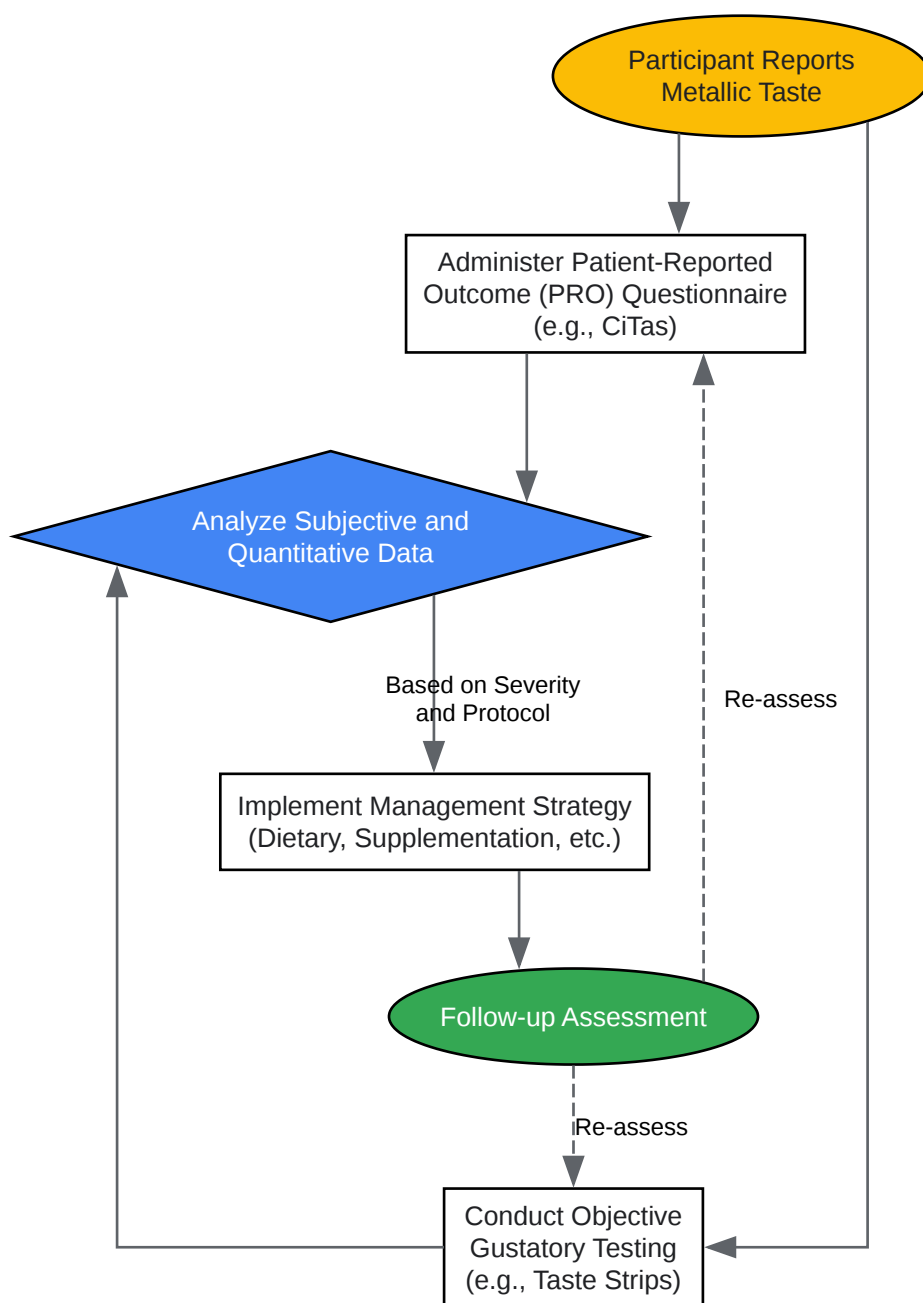 Participant Reports
Metallic Taste
Administer Patient-Reported
Outcome (PRO) Questionnaire
(e.g., CiTas)
Analyze Subjective and
Quantitative Data
Based on Severity
and Protocol
Re-assess
Implement Management Strategy
(Dietary, Supplementation, etc.)
Follow-up Assessment
Re-assess
Conduct Objective
Gustatory Testing
(e.g., Taste Strips)